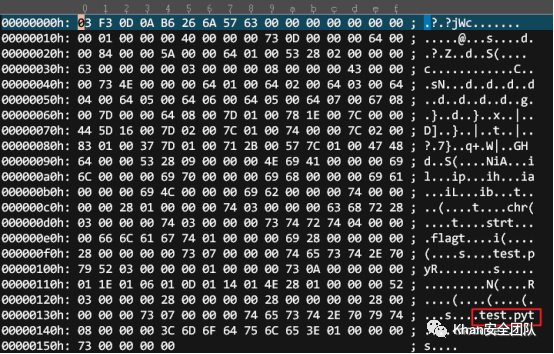 0 1 2 3 4 5 6 7 8 9 a b c d e f
00000000h: 03 F3 0D 0A B6 26 6A 57 63 00 00 00 00 00 00 00 ; .?.?jWc.......
00000010h: 00 01 00 00 00 40 00 00 00 73 0D 00 00 00 64 00 ; .....@...s....d.
00000020h: 00 84 00 00 5A 00 00 64 01 00 53 28 02 00 00 00 ; .?.Z..d..S(....
00000030h: 63 00 00 00 00 03 00 00 00 08 00 00 00 43 00 00 ; c............C..
00000040h: 00 73 4E 00 00 00 64 01 00 64 02 00 64 03 00 64 ; .sN...d..d..d..d
00000050h: 04 00 64 05 00 64 06 00 64 05 00 64 07 00 67 08 ; ..d..d..d..d..g.
00000060h: 00 7D 00 00 64 08 00 7D 01 00 78 1E 00 7C 00 00 ; .}..d..}..x..|..
00000070h: 44 5D 16 00 7D 02 00 7C 01 00 74 00 00 7C 02 00 ; D]..}..|..t..|..
00000080h: 83 01 00 37 7D 01 00 71 2B 00 57 7C 01 00 47 48 ; ?.7}..q+.W|..GH
00000090h: 64 00 00 53 28 09 00 00 00 4E 69 41 00 00 00 69 ; d..S(....NiA...i
000000a0h: 6C 00 00 00 69 70 00 00 00 69 68 00 00 00 69 61 ; l...ip...ih...ia
000000b0h: 00 00 00 69 4C 00 00 00 69 62 00 00 00 74 00 00 ; ...iL...ib...t..
000000c0h: 00 00 28 01 00 00 00 74 03 00 00 00 63 68 72 28 ; ..(....t....chr(
000000d0h: 03 00 00 00 74 03 00 00 00 73 74 72 74 04 00 00 ; ....t....strt...
000000e0h: 00 66 6C 61 67 74 01 00 00 00 69 28 00 00 00 00 ; .flagt....i(....
000000f0h: 28 00 00 00 00 73 07 00 00 00 74 65 73 74 2E 70 ; (....s....test.p
00000100h: 79 52 03 00 00 00 01 00 00 00 73 0A 00 00 00 00 ; yR........s.....
00000110h: 01 1E 01 06 01 0D 01 14 01 4E 28 01 00 00 00 52 ; .........N(....R
00000120h: 03 00 00 00 28 00 00 00 00 28 00 00 00 00 28 00 ; ....(....(....(.
00000130h: 00 00 00 73 07 00 00 00 74 65 73 74 2E 70 79 74 ; ...s....test.pyt
00000140h: 08 00 00 00 3C 6D 6F 64 75 6C 65 3E 01 00 00 00 ;
00000150h: 73 00 00 00 00 ; s....
Khan安全团队